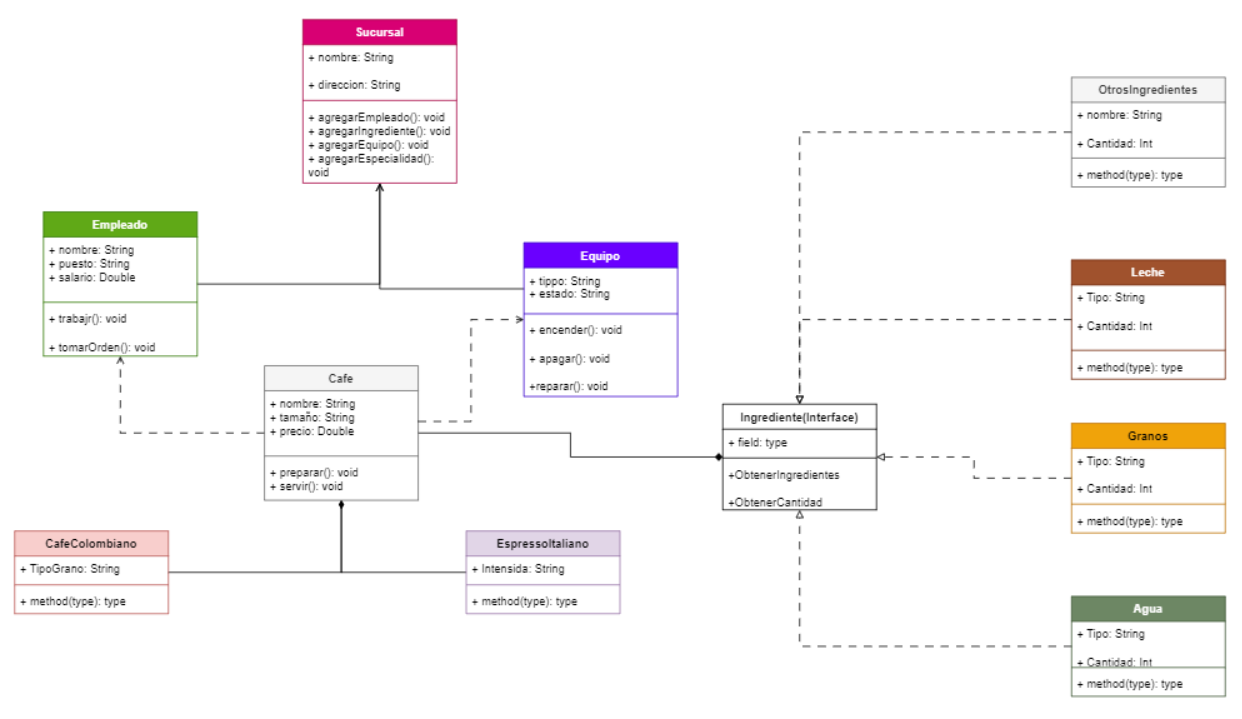 Sucursal
+ nombre: String
+ direccion: String
+ agregarEmpleado(): void
+ agregarIngrediente(): void
+ agregarEquipo(): void
+ agregarEspecialidad():
void
Empleado
+ nombre: String
+ puesto: String
+ salario: Double
+ trabajr(): void
+ tomarOrden(): void
Equipo
+ tippo: String
+ estado: String
+ encender(): void
+ apagar(): void
+reparar(): void
Cafe
+ nombre: String
+ tamaño: String
+ precio: Double
+ preparar(): void
+ servir(): void
CafeColombiano
+ TipoGrano: String
+ method(type): type
EspressoItaliano
+ Intensida: String
+ method(type): type
Ingrediente(Interface)
+ field: type
+ObtenerIngredientes
+ObtenerCantidad
OtrosIngredientes
+ nombre: String
+ Cantidad: Int
+ method(type): type
Leche
+ Tipo: String
+ Cantidad: Int
+ method(type): type
Granos
+ Tipo: String
+ Cantidad: Int
+ method(type): type
Agua
+ Tipo: String
+ Cantidad: Int
+ method(type): type